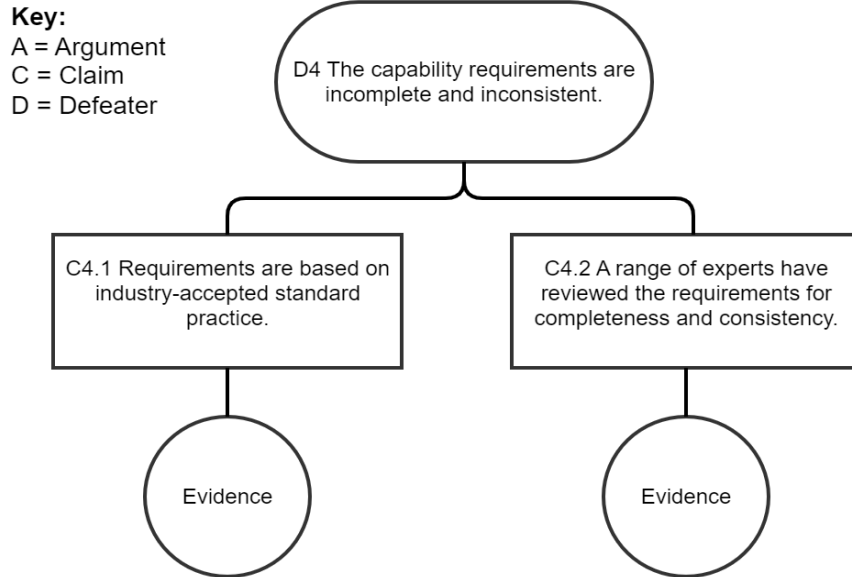 Key:
A = Argument
C = Claim
D = Defeater
D4 The capability requirements are
incomplete and inconsistent.
C4.1 Requirements are based on
industry-accepted standard
practice.
C4.2 A range of experts have
reviewed the requirements for
completeness and consistency.
Evidence
Evidence